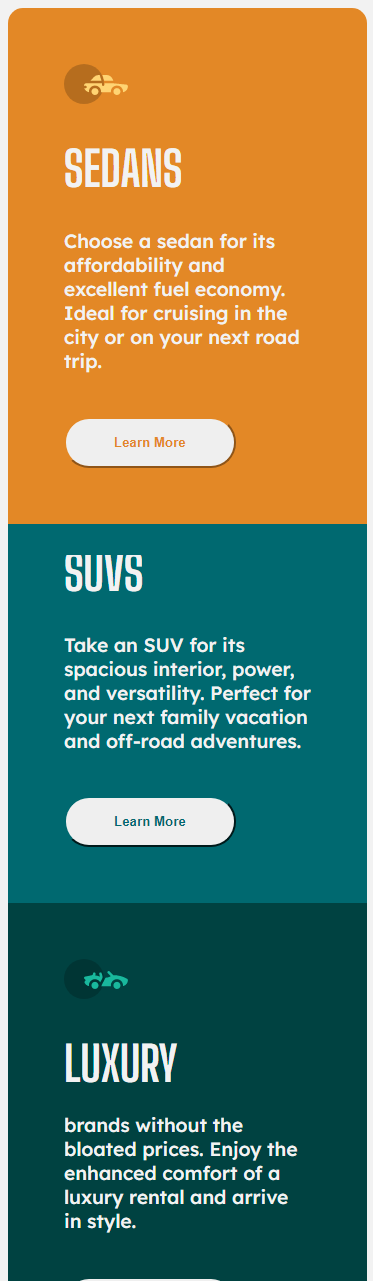 SEDANS
Choose a sedan for its
affordability and
excellent fuel economy.
Ideal for cruising in the
city or on your next road
trip.
Learn More
SUVS
Take an SUV for its
spacious interior, power,
and versatility. Perfect for
your next family vacation
and off-road adventures.
Learn More
LUXURY
brands without the
bloated prices. Enjoy the
enhanced comfort of a
luxury rental and arrive
in style.